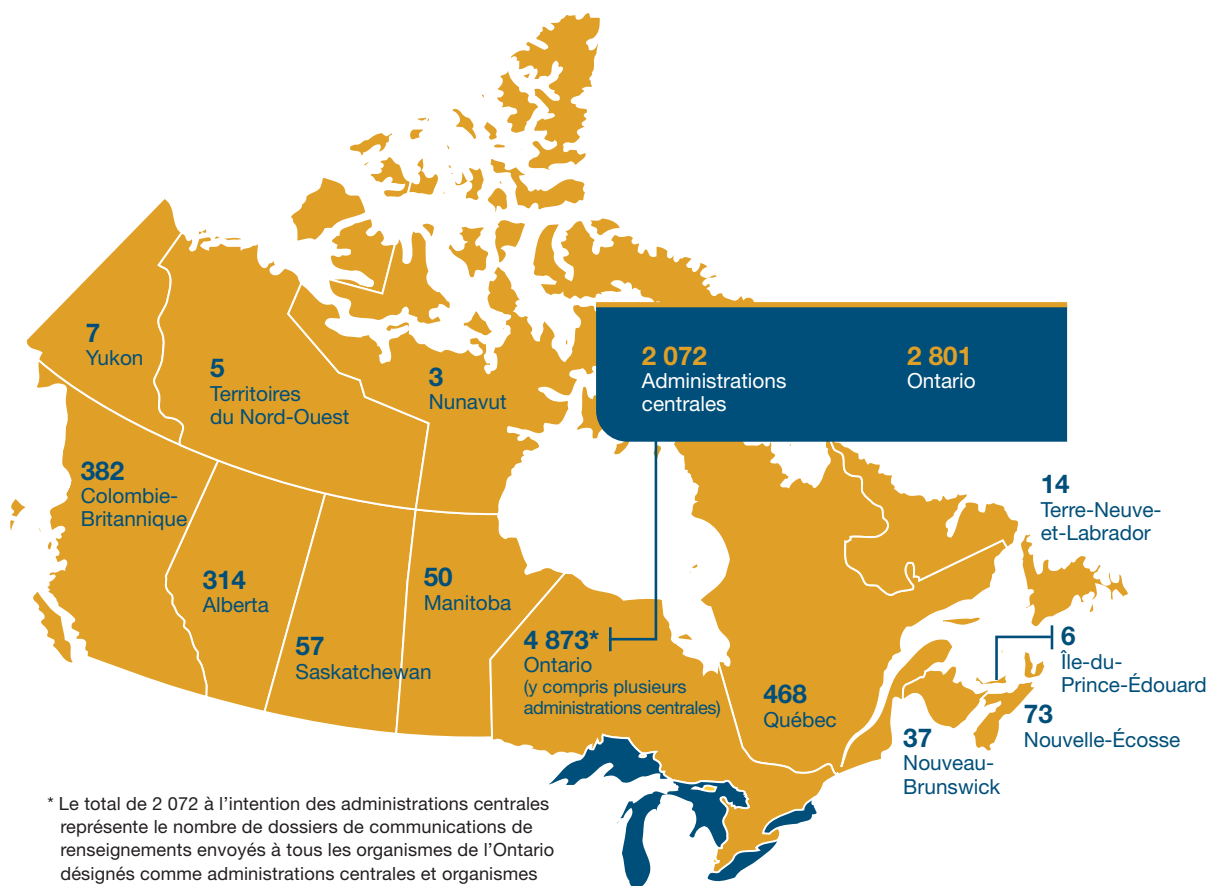 7
Yukon
5
Territoires
du Nord-Ouest
3
Nunavut
2 072
Administrations
centrales
2 801
Ontario
382
Colombie-
Britannique
314
Alberta
57
Saskatchewan
50
Manitoba
4 873*
Ontario
(y compris plusieurs
administrations centrales)
468
Québec
14
Terre-Neuve-
et-Labrador
6
Île-du-
Prince-Édouard
73
Nouvelle-Écosse
37
Nouveau-
Brunswick
* Le total de 2 072 à l’intention des administrations centrales
représente le nombre de dossiers de communications de
renseignements envoyés à tous les organismes de l’Ontario
désignés comme administrations centrales et organismes